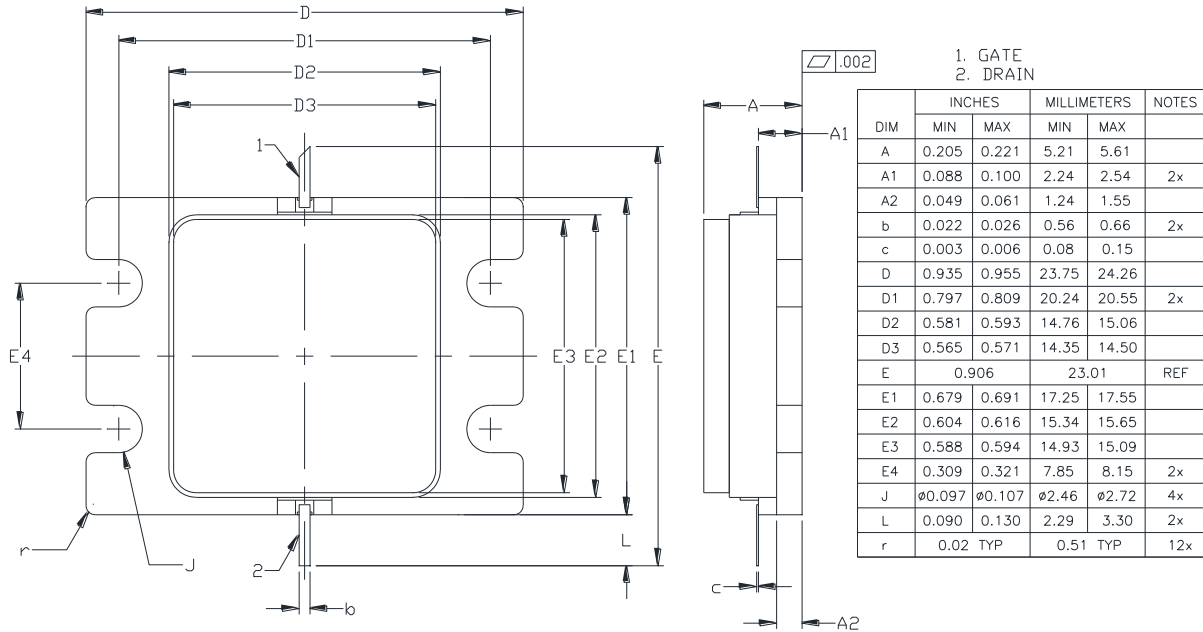 D
D1
D2
D3
1
E4
E3
E2
E1
E
r
J
2
b
L
.002
A
A1
c
A2
1. GATE
2. DRAIN
INCHES MILLIMETERS NOTES
DIM MIN MAX MIN MAX
A 0.205 0.221 5.21 5.61
A1 0.088 0.100 2.24 2.54 2x
A2 0.049 0.061 1.24 1.55
b 0.022 0.026 0.56 0.66 2x
c 0.003 0.006 0.08 0.15
D 0.935 0.955 23.75 24.26
D1 0.797 0.809 20.24 20.55 2x
D2 0.581 0.593 14.76 15.06
D3 0.565 0.571 14.35 14.50
E 0.906 23.01 REF
E1 0.679 0.691 17.25 17.55
E2 0.604 0.616 15.34 15.65
E3 0.588 0.594 14.93 15.09
E4 0.309 0.321 7.85 8.15 2x
J ø0.097 ø0.107 ø2.46 ø2.72 4x
L 0.090 0.130 2.29 3.30 2x
r 0.02 TYP 0.51 TYP 12x